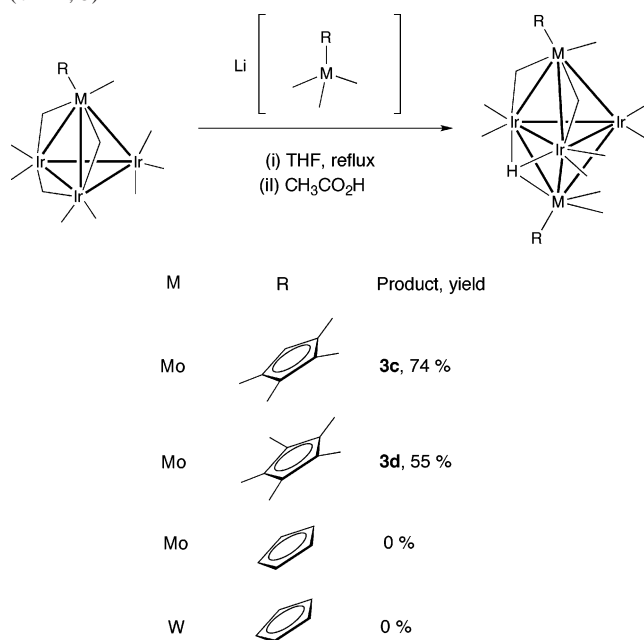 R
M
Ir Ir
Ir
Li
R
M
(i) THF, reflux
(iI) CH₃CO₂H
R
M
Ir Ir
Ir
H
M
R
M R Product, yield
Mo 3c, 74 %
Mo 3d, 55 %
Mo 0 %
W 0 %